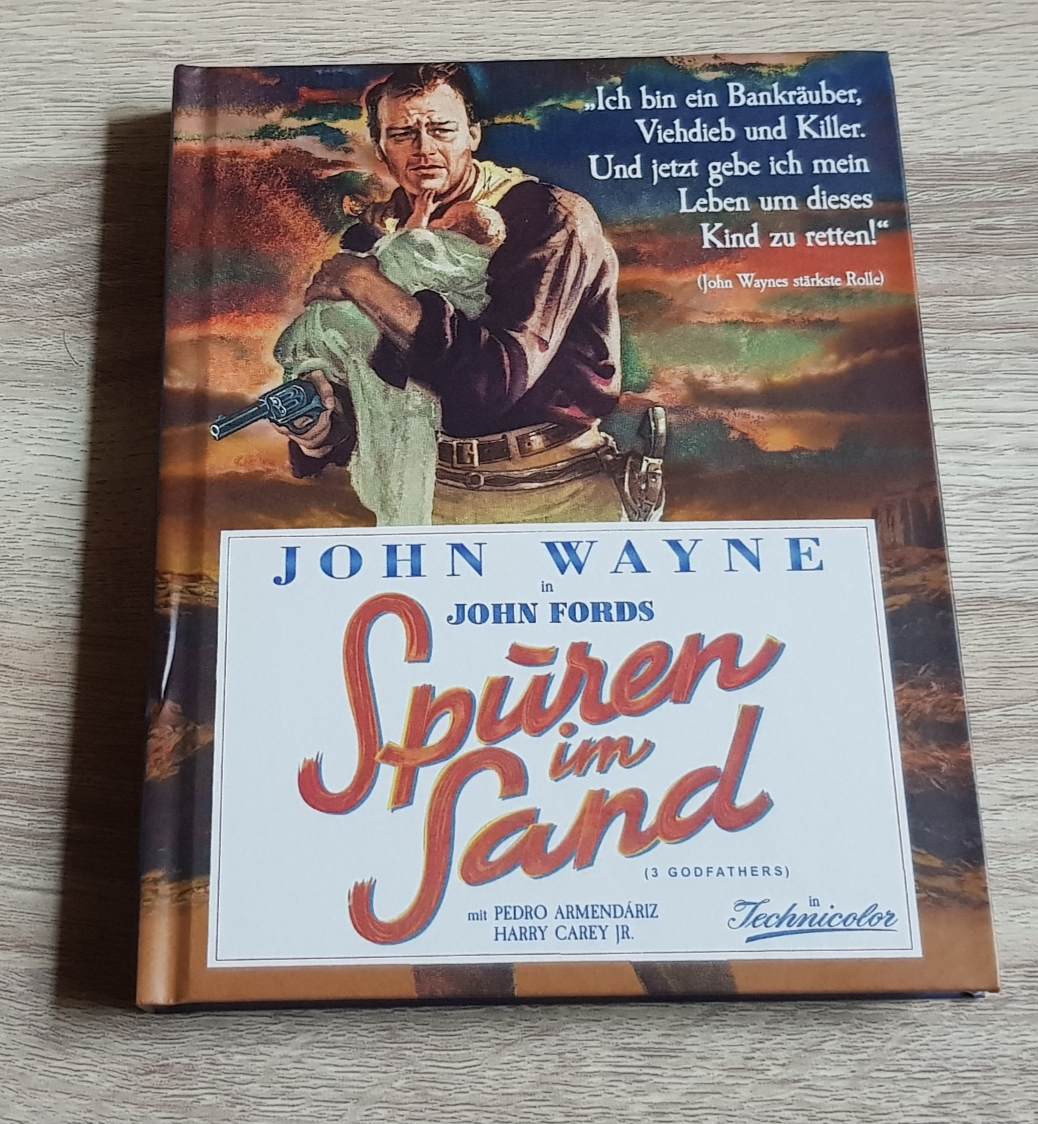 „Ich bin ein Bankräuber,
Viehdieb und Killer.
Und jetzt gebe ich mein
Leben um dieses
Kind zu retten!“
(John Waynes stärkste Rolle)
JOHN WAYNE
in
JOHN FORDS
Spuren
im
Sand
(3 GODFATHERS)
mit PEDRO ARMENDÁRIZ
HARRY CAREY JR.
in
Technicolor